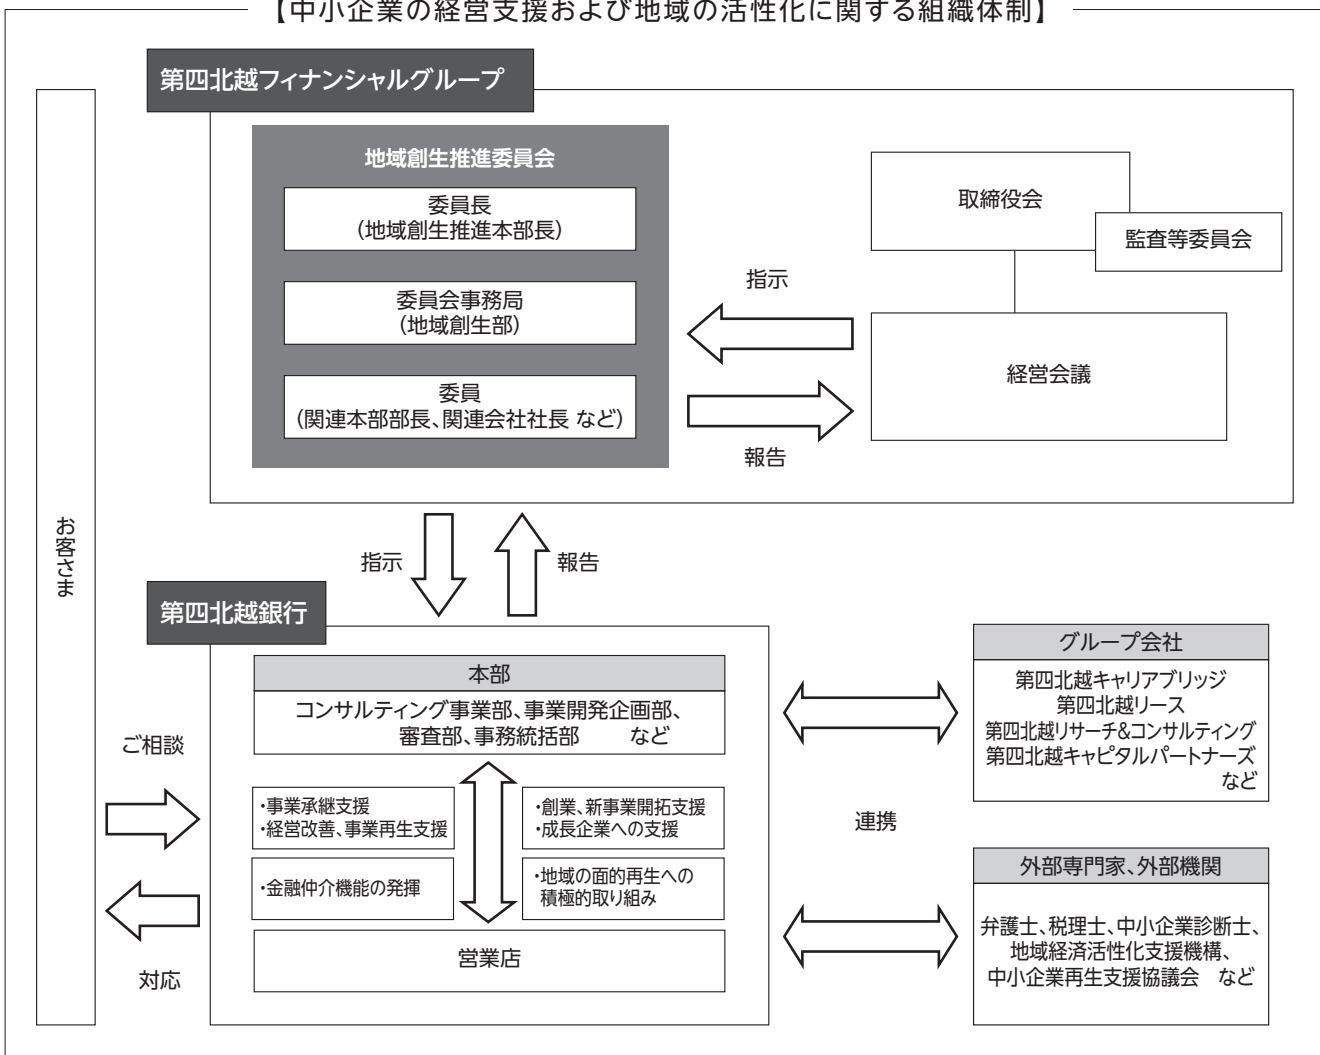 【中小企業の経営支援および地域の活性化に関する組織体制】
第四北越フィナンシャルグループ
地域創生推進委員会
委員長
(地域創生推進本部長)
委員会事務局
(地域創生部)
委員
(関連本部部長、関連会社社長 など)
取締役会
監査等委員会
指示
経営会議
報告
お客さま
指示
報告
第四北越銀行
本部
コンサルティング事業部、事業開発企画部、
審査部、事務統括部　など
ご相談
・事業承継支援
・経営改善、事業再生支援
・創業、新事業開拓支援
・成長企業への支援
・金融仲介機能の発揮
・地域の面的再生への
積極的取り組み
営業店
対応
連携
グループ会社
第四北越キャリアブリッジ
第四北越リース
第四北越リサーチ&コンサルティング
第四北越キャピタルパートナーズ
など
外部専門家、外部機関
弁護士、税理士、中小企業診断士、
地域経済活性化支援機構、
中小企業再生支援協議会　など